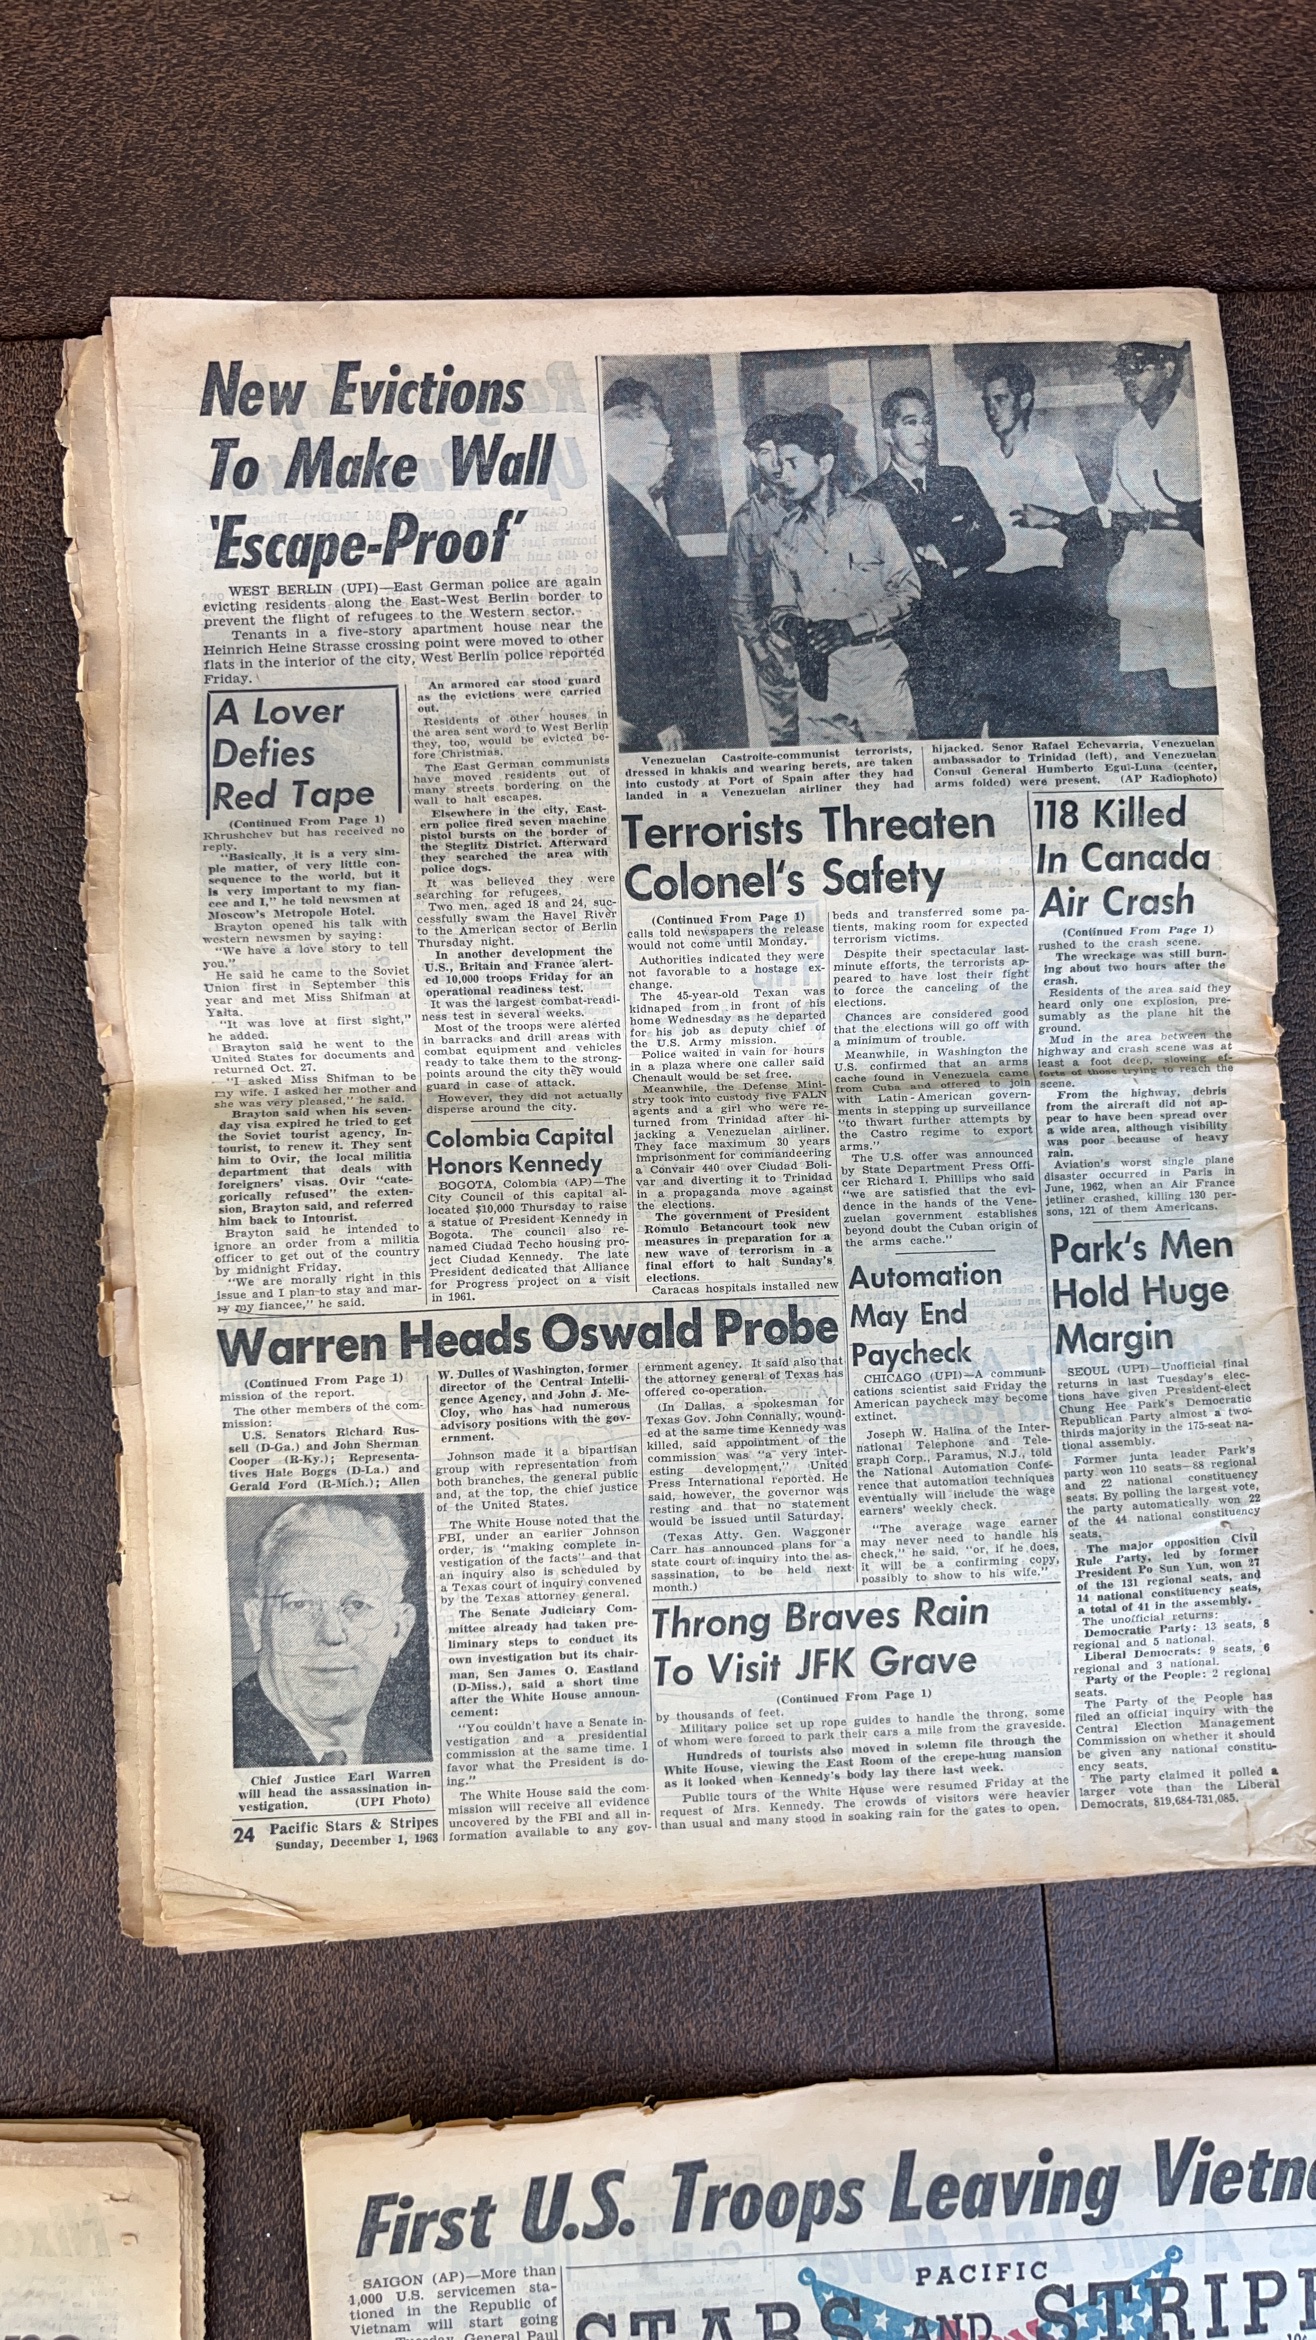 New Evictions
To Make Wall
'Escape-Proof'
WEST BERLIN (UPI)—East German police are again
evicting residents along the East-West Berlin border to
prevent the flight of refugees to the Western sector.
Tenants in a five-story apartment house near the
Heinrich Heine Strasse crossing point were moved to other
flats in the interior of the city, West Berlin police reported
Friday.
An armored car stood guard
as the evictions were carried
out.
Residents of other houses in
the area sent word to West Berlin
they, too, would be evicted be-
fore Christmas.
The East German communists
have moved residents out of
many streets bordering on the
wall to halt escapes.
Elsewhere in the city, East-
ern police fired seven machine
pistol bursts on the border of
the Steglitz District. Afterward
they searched the area with
police dogs.
It was believed they were
searching for refugees.
Two men, aged 18 and 24, suc-
cessfully swam the Havel River
to the American sector of Berlin
Thursday night.
In another development the
U.S., Britain and France alert-
ed 10,000 troops Friday for an
operational readiness test.
It was the largest combat-readi-
ness test in several weeks.
Most of the troops were alerted
in barracks and drill areas with
combat equipment and vehicles
ready to take them to the strong-
points around the city they would
guard in case of attack.
However, they did not actually
disperse around the city.
A Lover
Defies
Red Tape
(Continued From Page 1)
Khrushchev but has received no
reply.
"Basically, it is a very sim-
ple matter, of very little con-
sequence to the world, but it
is very important to my fian-
cee and I," he told newsmen at
Moscow's Metropole Hotel.
Brayton opened his talk with
western newsmen by saying:
"We have a love story to tell
you."
He said he came to the Soviet
Union first in September this
year and met Miss Shifman at
Yalta.
"It was love at first sight,"
he added.
Brayton said he went to the
United States for documents and
returned Oct. 27.
"I asked Miss Shifman to be
my wife. I asked her mother and
she was very pleased," he said.
Brayton said when his seven-
day visa expired he tried to get
the Soviet tourist agency, In-
tourist, to renew it. They sent
him to Ovir, the local militia
department that deals with
foreigners' visas. Ovir "cate-
gorically refused" the exten-
sion, Brayton said, and referred
him back to Intourist.
Brayton said he intended to
ignore an order from a militia
officer to get out of the country
by midnight Friday.
"We are morally right in this
issue and I plan to stay and mar-
ry my fiancee," he said.
Colombia Capital
Honors Kennedy
BOGOTA, Colombia (AP)—The
City Council of this capital al-
located $10,000 Thursday to raise
a statue of President Kennedy in
Bogota. The council also re-
named Ciudad Techo housing pro-
ject Ciudad Kennedy. The late
President dedicated that Alliance
for Progress project on a visit
in 1961.
Venezuelan Castroite-communist terrorists,
dressed in khakis and wearing berets, are taken
into custody at Port of Spain after they had
landed in a Venezuelan airliner they had
hijacked. Senor Rafael Echevarria, Venezuelan
ambassador to Trinidad (left), and Venezuelan
Consul General Humberto Egui-Luna (center,
arms folded) were present. (AP Radiophoto)
Terrorists Threaten
Colonel's Safety
(Continued From Page 1)
calls told newspapers the release
would not come until Monday.
Authorities indicated they were
not favorable to a hostage ex-
change.
The 45-year-old Texan was
kidnaped from in front of his
home Wednesday as he departed
for his job as deputy chief of
the U.S. Army mission.
Police waited in vain for hours
in a plaza where one caller said
Chenault would be set free.
Meanwhile, the Defense Mini-
stry took into custody five FALN
agents and a girl who were re-
turned from Trinidad after hi-
jacking a Venezuelan airliner.
They face maximum 30 years
imprisonment for commandeering
a Convair 440 over Ciudad Boli-
var and diverting it to Trinidad
in a propaganda move against
the elections.
The government of President
Romulo Betancourt took new
measures in preparation for a
new wave of terrorism in a
final effort to halt Sunday's
elections.
Caracas hospitals installed new
beds and transferred some pa-
tients, making room for expected
terrorism victims.
Despite their spectacular last-
minute efforts, the terrorists ap-
peared to have lost their fight
to force the canceling of the
elections.
Chances are considered good
that the elections will go off with
a minimum of trouble.
Meanwhile, in Washington the
U.S. confirmed that an arms
cache found in Venezuela came
from Cuba and offered to join
with Latin-American govern-
ments in stepping up surveillance
"to thwart further attempts by
the Castro regime to export
arms."
The U.S. offer was announced
by State Department Press Offi-
cer Richard I. Phillips who said
"we are satisfied that the evi-
dence in the hands of the Vene-
zuelan government establishes
beyond doubt the Cuban origin of
the arms cache."
118 Killed
In Canada
Air Crash
(Continued From Page 1)
rushed to the crash scene.
The wreckage was still burn-
ing about two hours after the
crash.
Residents of the area said they
heard only one explosion, pre-
sumably as the plane hit the
ground.
Mud in the area between the
highway and crash scene was at
least a foot deep, slowing ef-
forts of those trying to reach the
scene.
From the highway, debris
from the aircraft did not ap-
pear to have been spread over
a wide area, although visibility
was poor because of heavy
rain.
Aviation's worst single plane
disaster occurred in Paris in
June, 1962, when an Air France
jetliner crashed, killing 130 per-
sons, 121 of them Americans.
Automation
May End
Paycheck
CHICAGO (UPI)—A communi-
cations scientist said Friday the
American paycheck may become
extinct.
Joseph W. Halina of the Inter-
national Telephone and Tele-
graph Corp., Paramus, N.J., told
the National Automation Confe-
rence that automation techniques
eventually will include the wage
earners' weekly check.
"The average wage earner
may never need to handle his
check," he said, "or, if he does,
it will be a confirming copy,
possibly to show to his wife."
Park's Men
Hold Huge
Margin
SEOUL (UPI)—Unofficial final
returns in last Tuesday's elec-
tions have given President-elect
Chung Hee Park's Democratic
Republican Party almost a two-
thirds majority in the 175-seat na-
tional assembly.
Former junta leader Park's
party won 110 seats—88 regional
and 22 national constituency
seats. By polling the largest vote,
the party automatically won 22
of the 44 national constituency
seats.
The major opposition Civil
Rule Party, led by former
President Po Sun Yun, won 27
of the 131 regional seats, and
14 national constituency seats,
a total of 41 in the assembly.
The unofficial returns:
Democratic Party: 13 seats, 8
regional and 5 national.
Liberal Democrats: 9 seats, 6
regional and 3 national.
Party of the People: 2 regional
seats.
The Party of the People has
filed an official inquiry with the
Central Election Management
Commission on whether it should
be given any national constitu-
ency seats.
The party claimed it polled a
larger vote than the Liberal
Democrats, 819,684-731,085.
Warren Heads Oswald Probe
(Continued From Page 1)
mission of the report.
The other members of the com-
mission:
U.S. Senators Richard Rus-
sell (D-Ga.) and John Sherman
Cooper (R-Ky.); Representa-
tives Hale Boggs (D-La.) and
Gerald Ford (R-Mich.); Allen
W. Dulles of Washington, former
director of the Central Intelli-
gence Agency, and John J. Mc-
Cloy, who has had numerous
advisory positions with the gov-
ernment.
Johnson made it a bipartisan
group with representation from
both branches, the general public
and, at the top, the chief justice
of the United States.
The White House noted that the
FBI, under an earlier Johnson
order, is "making complete in-
vestigation of the facts" and that
an inquiry also is scheduled by
a Texas court of inquiry convened
by the Texas attorney general.
The Senate Judiciary Com-
mittee already had taken pre-
liminary steps to conduct its
own investigation but its chair-
man, Sen James O. Eastland
(D-Miss.), said a short time
after the White House announ-
cement:
"You couldn't have a Senate in-
vestigation and a presidential
commission at the same time. I
favor what the President is do-
ing."
The White House said the com-
mission will receive all evidence
uncovered by the FBI and all in-
formation available to any gov-
ernment agency. It said also that
the attorney general of Texas has
offered co-operation.
(In Dallas, a spokesman for
Texas Gov. John Connally, wound-
ed at the same time Kennedy was
killed, said appointment of the
commission was "a very inter-
esting development," United
Press International reported. He
said, however, the governor was
resting and that no statement
would be issued until Saturday.
(Texas Atty. Gen. Waggoner
Carr has announced plans for a
state court of inquiry into the as-
sassination, to be held next
month.)
Chief Justice Earl Warren
will head the assassination in-
vestigation. (UPI Photo)
Throng Braves Rain
To Visit JFK Grave
(Continued From Page 1)
by thousands of feet.
Military police set up rope guides to handle the throng, some
of whom were forced to park their cars a mile from the graveside.
Hundreds of tourists also moved in solemn file through the
White House, viewing the East Room of the crepe-hung mansion
as it looked when Kennedy's body lay there last week.
Public tours of the White House were resumed Friday at the
request of Mrs. Kennedy. The crowds of visitors were heavier
than usual and many stood in soaking rain for the gates to open.
24 Pacific Stars & Stripes
Sunday, December 1, 1963
First U.S. Troops Leaving Vietn
SAIGON (AP)—More than
1,000 U.S. servicemen sta-
tioned in the Republic of
Vietnam will start going
General Paul
PACIFIC
STARS AND STRIP